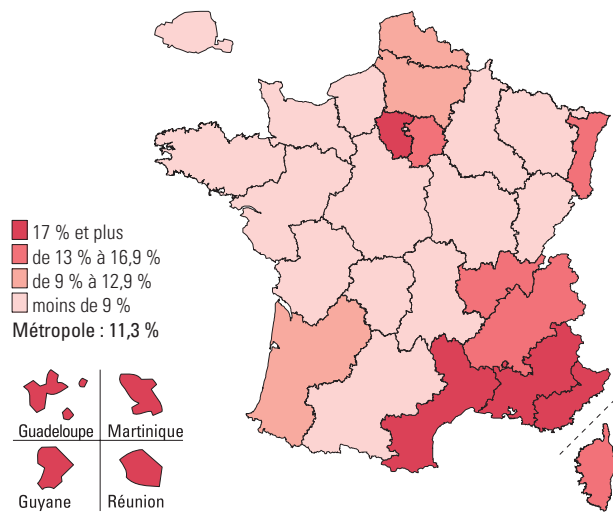 17 % et plus
de 13 % à 16,9 %
de 9 % à 12,9 %
moins de 9 %
Métropole : 11,3 %
Guadeloupe
Martinique
Guyane
Réunion